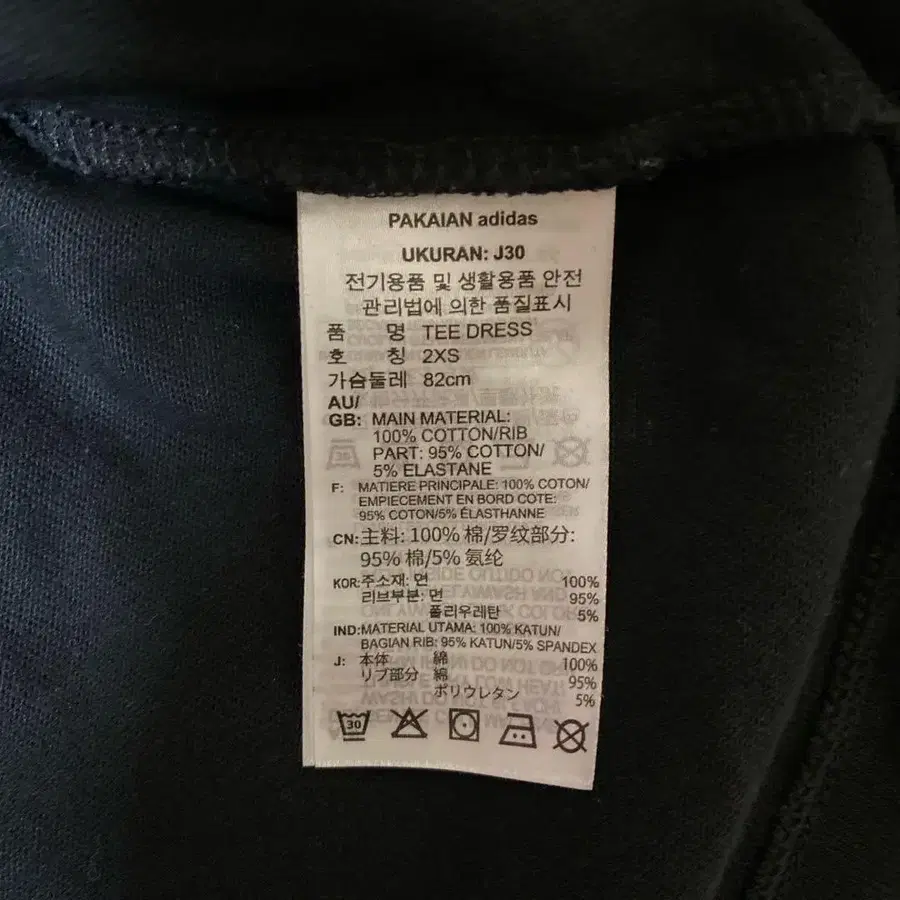 PAKAIAN adidas
UKURAN: J30
전기용품 및 생활용품 안전
관리법에 의한 품질표시
품 명 TEE DRESS
호 칭 2XS
가슴둘레 82cm
AU/
GB: MAIN MATERIAL:
100% COTTON/RIB
PART: 95% COTTON/
5% ELASTANE
F: MATIERE PRINCIPALE: 100% COTON/
EMPIECEMENT EN BORD COTE:
95% COTON/5% ÉLASTHANNE
CN: 主料: 100% 棉/罗纹部分:
95% 棉/5% 氨纶
KOR: 주소재: 면 100%
리브부분: 면 95%
폴리우레탄 5%
IND: MATERIAL UTAMA: 100% KATUN/
BAGIAN RIB: 95% KATUN/5% SPANDEX
J: 本体 綿 100%
リブ部分 綿 95%
ポリウレタン 5%
30